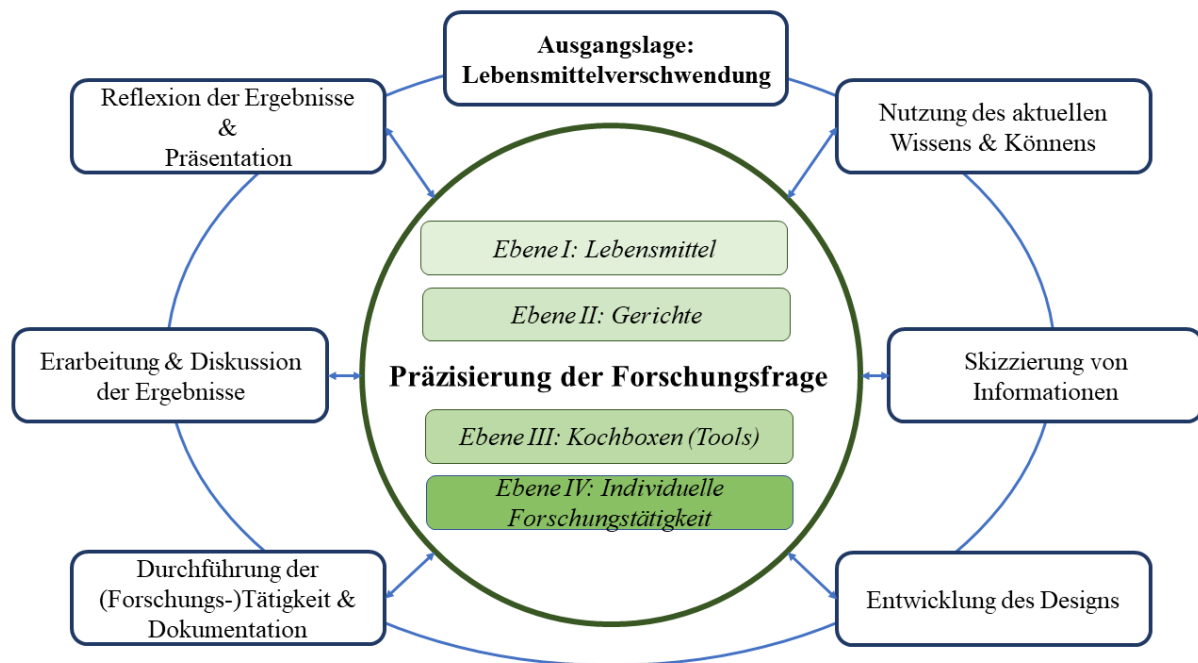 Ausgangslage:
Lebensmittelverschwendung
Nutzung des aktuellen
Wissens & Könnens
Skizzierung von
Informationen
Entwicklung des Designs
Durchführung der
(Forschungs-)Tätigkeit &
Dokumentation
Erarbeitung & Diskussion
der Ergebnisse
Reflexion der Ergebnisse
&
Präsentation
Ebene I: Lebensmittel
Ebene II: Gerichte
Präzisierung der Forschungsfrage
Ebene III: Kochboxen (Tools)
Ebene IV: Individuelle
Forschungstätigkeit